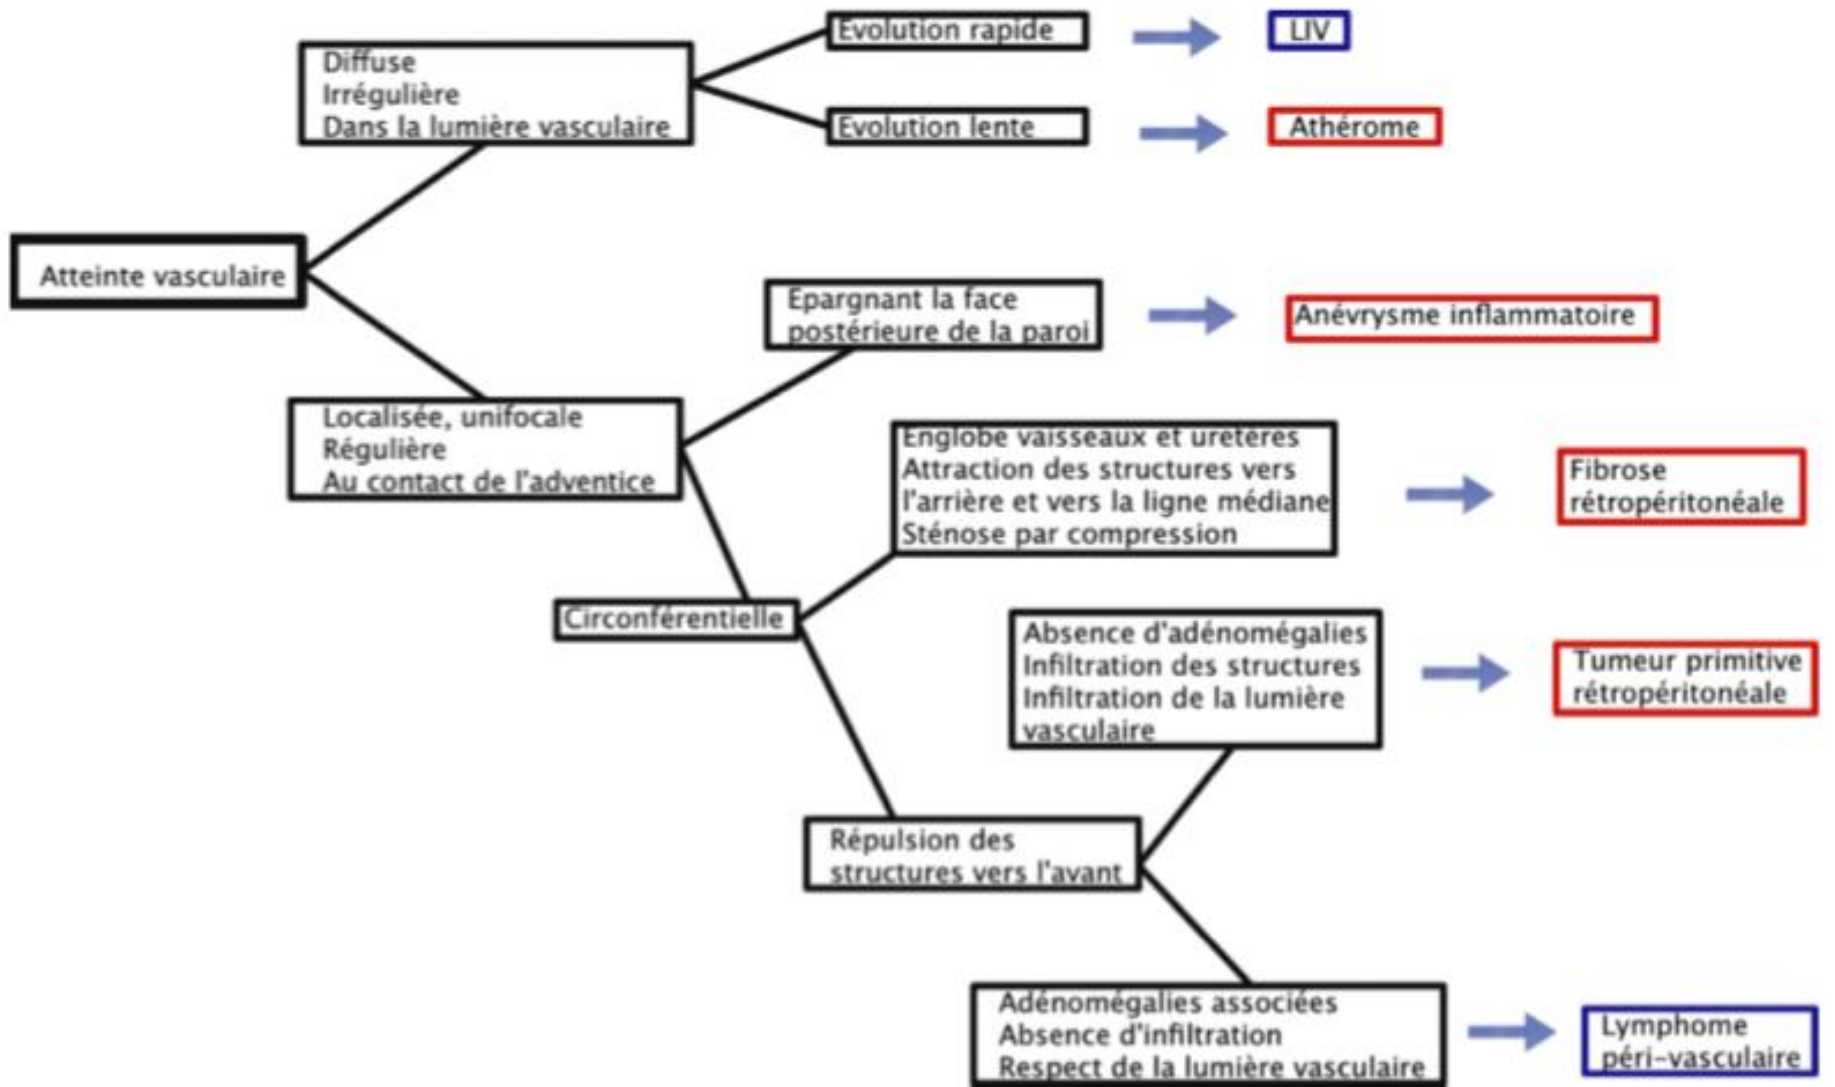 Evolution rapide
LIV
Diffuse
Irrégulière
Dans la lumière vasculaire
Evolution lente
Athérome
Atteinte vasculaire
Epargnant la face
postérieure de la paroi
Anévrysme inflammatoire
Localisée, unifocale
Régulière
Au contact de l'adventice
Englobe vaisseaux et uretères
Attraction des structures vers
l'arrière et vers la ligne médiane
Sténose par compression
Fibrose
rétropéritonéale
Circonférentielle
Absence d'adénomégalies
Infiltration des structures
Infiltration de la lumière
vasculaire
Tumeur primitive
rétropéritonéale
Répulsion des
structures vers l'avant
Adénomégalies associées
Absence d'infiltration
Respect de la lumière vasculaire
Lymphome
péri-vasculaire